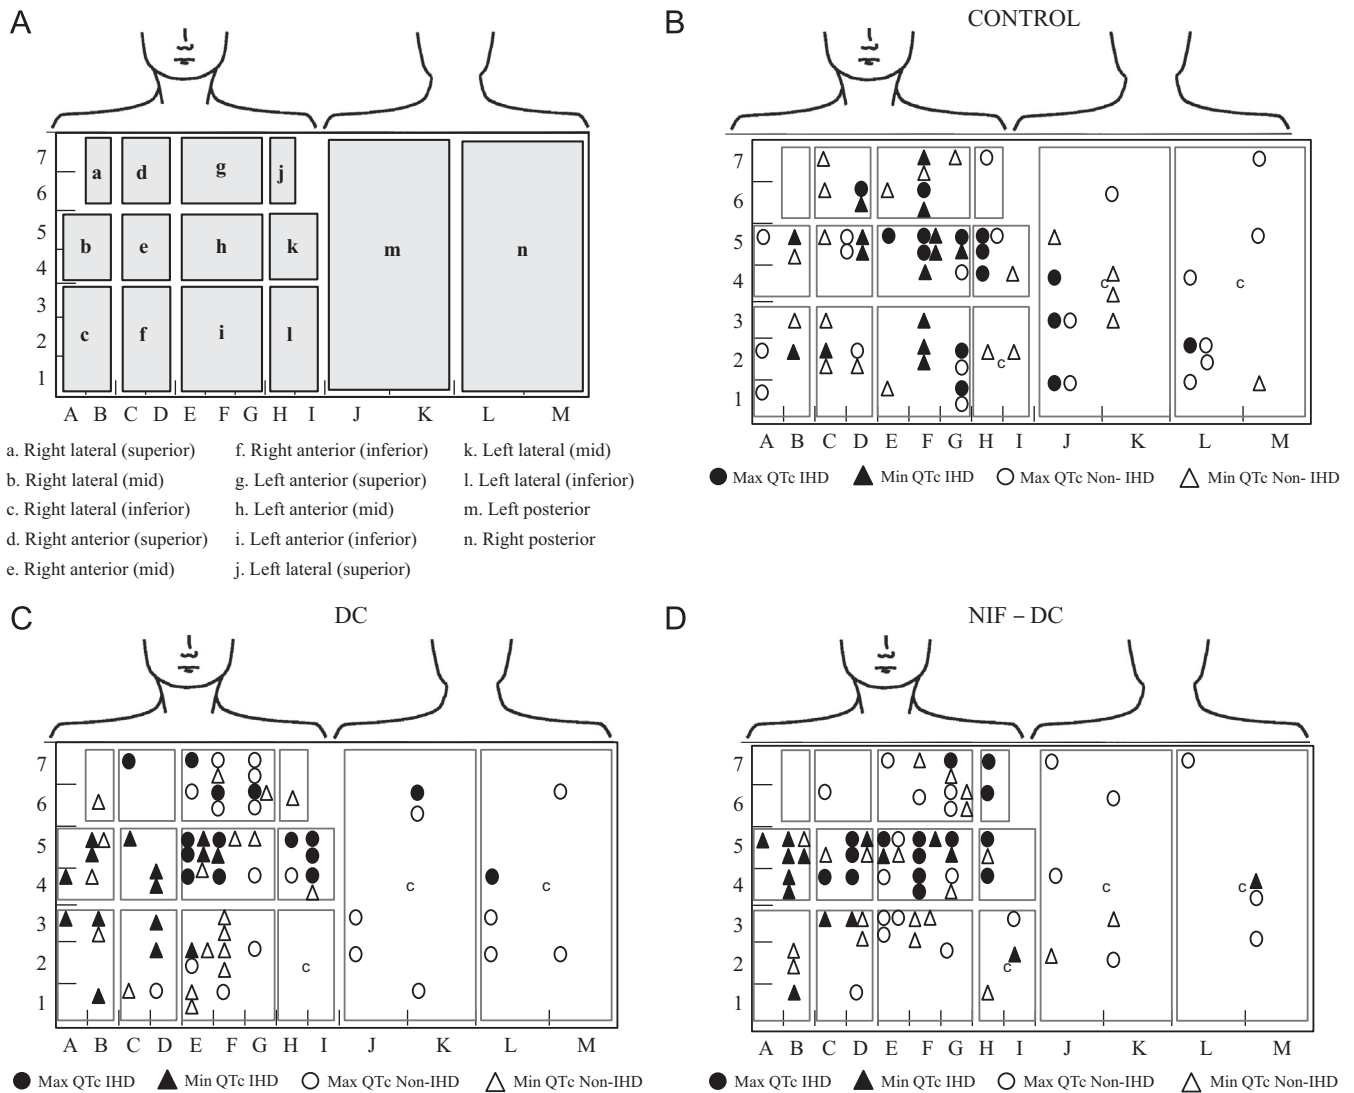 A
7
6
5
4
3
2
1
a
b
c
d
e
f
g
h
i
j
k
l
m
n
A B C D E F G H I J K L M
a. Right lateral (superior)
b. Right lateral (mid)
c. Right lateral (inferior)
d. Right anterior (superior)
e. Right anterior (mid)
f. Right anterior (inferior)
g. Left anterior (superior)
h. Left anterior (mid)
i. Left anterior (inferior)
j. Left lateral (superior)
k. Left lateral (mid)
l. Left lateral (inferior)
m. Left posterior
n. Right posterior
B
CONTROL
7
6
5
4
3
2
1
c
c
c
A B C D E F G H I J K L M
Max QTc IHD Min QTc IHD Max QTc Non- IHD Min QTc Non- IHD
C
DC
7
6
5
4
3
2
1
c
c
c
A B C D E F G H I J K L M
Max QTc IHD Min QTc IHD Max QTc Non-IHD Min QTc Non-IHD
D
NIF – DC
7
6
5
4
3
2
1
c
c
c
A B C D E F G H I J K L M
Max QTc IHD Min QTc IHD Max QTc Non-IHD Min QTc Non-IHD